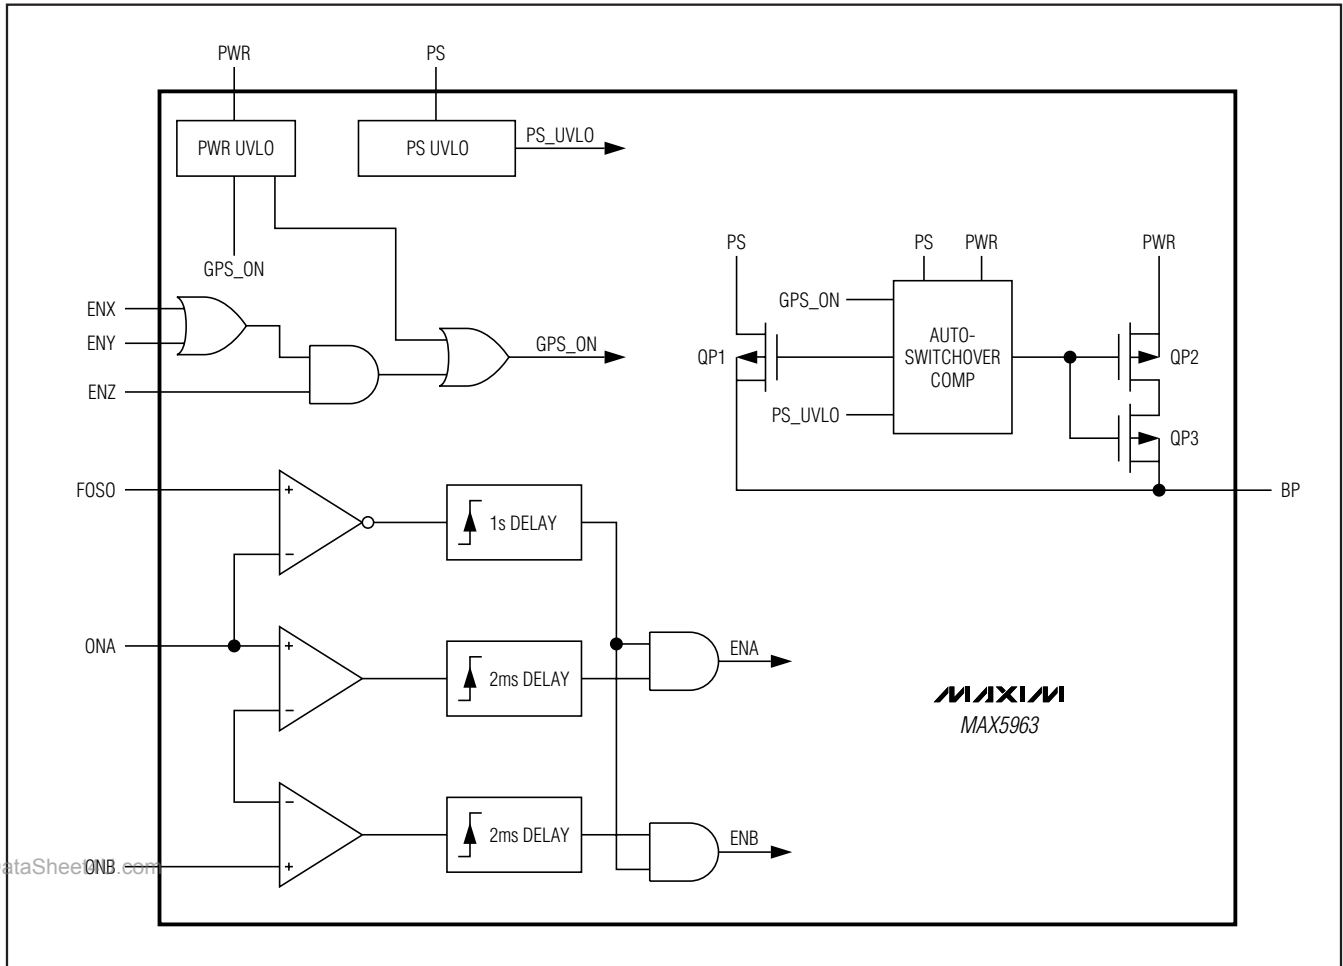 PWR
PS
PWR UVLO
PS UVLO
PS_UVLO
GPS_ON
ENX
ENY
ENZ
GPS_ON
PS
PS
PWR
PWR
GPS_ON
AUTO-
SWITCHOVER
COMP
QP1
QP2
PS_UVLO
QP3
BP
FOSO
+
−
1s DELAY
ONA
+
−
2ms DELAY
ENA
MAXIM
MAX5963
−
+
2ms DELAY
ENB
ONB